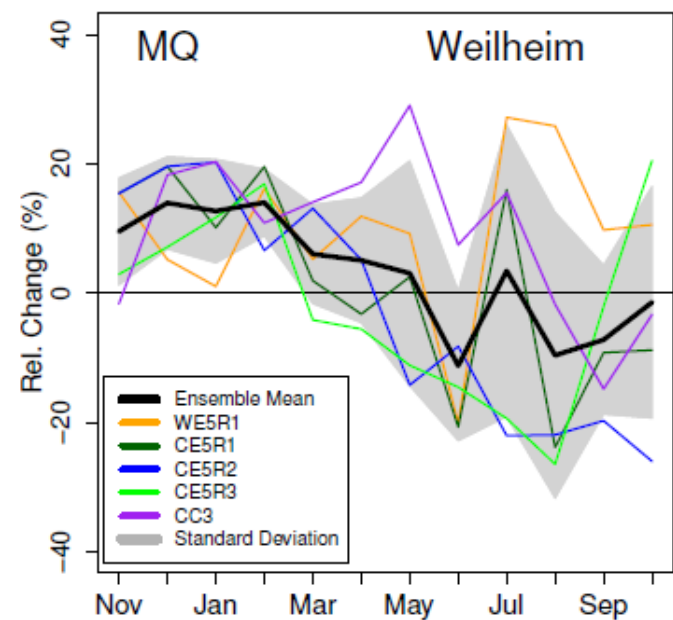 MQ Weilheim
Rel. Change (%)
40
20
0
−20
−40
Ensemble Mean
WE5R1
CE5R1
CE5R2
CE5R3
CC3
Standard Deviation
Nov Jan Mar May Jul Sep